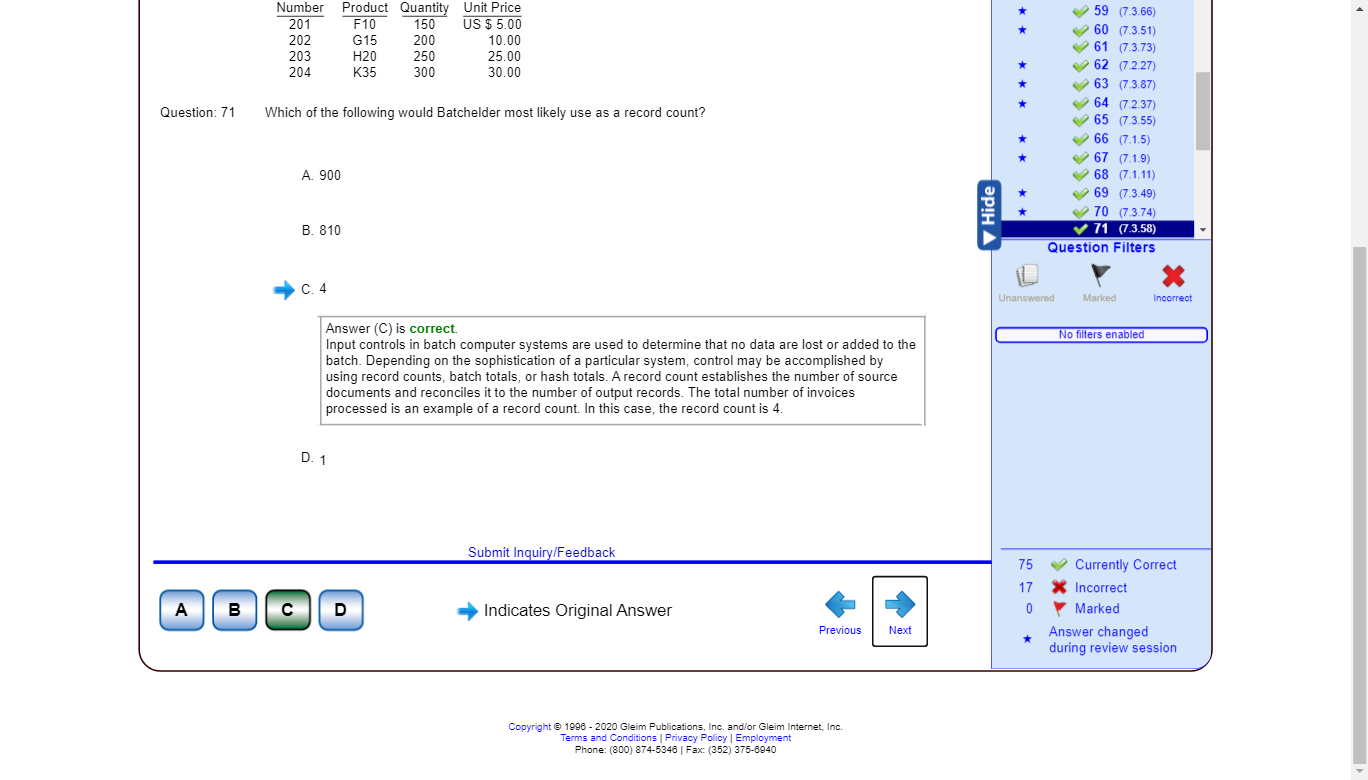 Number Product Quantity Unit Price
201 F10 150 US $ 5.00
202 G15 200 10.00
203 H20 250 25.00
204 K35 300 30.00
Question: 71 Which of the following would Batchelder most likely use as a record count?
A. 900
B. 810
C. 4
Answer (C) is correct.
Input controls in batch computer systems are used to determine that no data are lost or added to the
batch. Depending on the sophistication of a particular system, control may be accomplished by
using record counts, batch totals, or hash totals. A record count establishes the number of source
documents and reconciles it to the number of output records. The total number of invoices
processed is an example of a record count. In this case, the record count is 4.
D. 1
Submit Inquiry/Feedback
A B C D
Indicates Original Answer
Previous Next
59 (7.3.66)
60 (7.3.51)
61 (7.3.73)
62 (7.2.27)
63 (7.3.87)
64 (7.2.37)
65 (7.3.55)
66 (7.1.5)
67 (7.1.9)
68 (7.1.11)
69 (7.3.49)
70 (7.3.74)
71 (7.3.58)
Hide
Question Filters
Unanswered Marked Incorrect
No filters enabled
75 Currently Correct
17 Incorrect
0 Marked
Answer changed
during review session
Copyright © 1996 - 2020 Gleim Publications, Inc. and/or Gleim Internet, Inc.
Terms and Conditions | Privacy Policy | Employment
Phone: (800) 874-5346 | Fax: (352) 375-6940